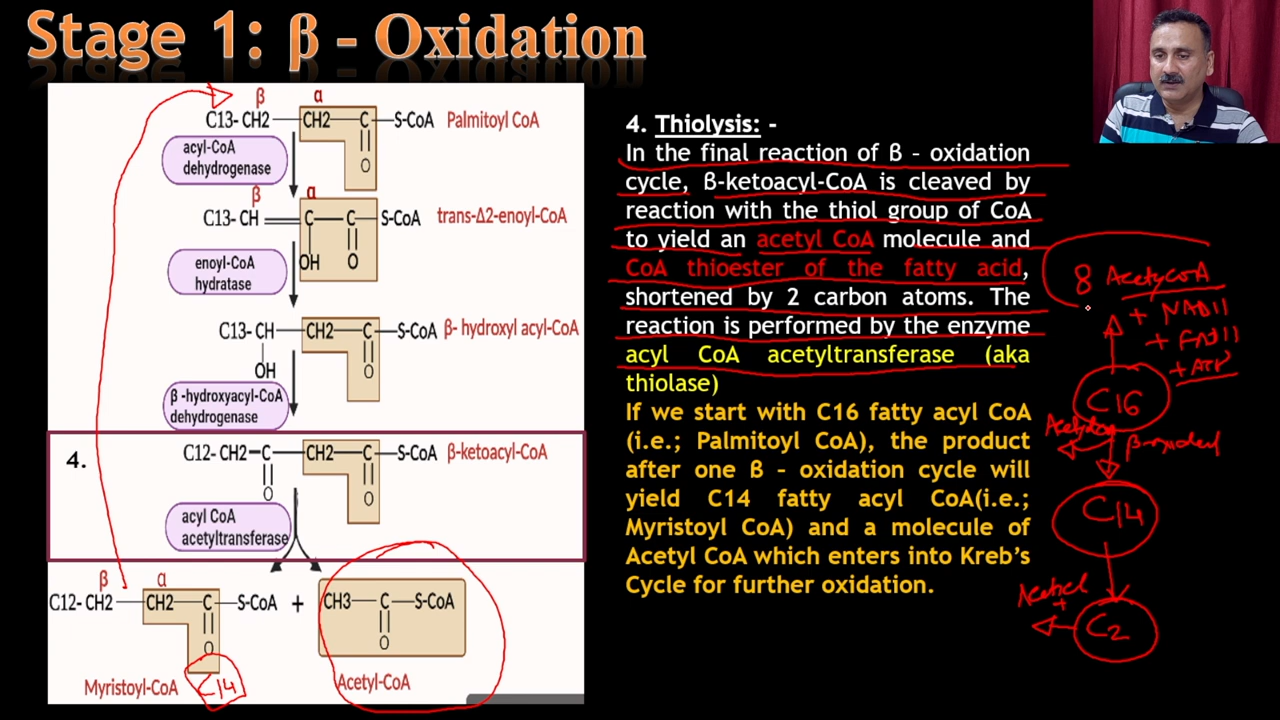 Stage 1: β - Oxidation
β α
C13- CH2 CH2 C S-CoA Palmitoyl CoA
O
acyl-CoA
dehydrogenase
β α
C13- CH C C S-CoA trans-Δ2-enoyl-CoA
OH O
enoyl-CoA
hydratase
C13- CH CH2 C S-CoA β- hydroxyl acyl-CoA
OH O
β -hydroxyacyl-CoA
dehydrogenase
4.
C12- CH2 C CH2 C S-CoA β-ketoacyl-CoA
O O
acyl CoA
acetyltransferase
β α
C12- CH2 CH2 C S-CoA + CH3 C S-CoA
O O
Myristoyl-CoA C14 Acetyl-CoA
4. Thiolysis: -
In the final reaction of ß - oxidation
cycle, ß-ketoacyl-CoA is cleaved by
reaction with the thiol group of CoA
to yield an acetyl CoA molecule and
CoA thioester of the fatty acid,
shortened by 2 carbon atoms. The
reaction is performed by the enzyme
acyl CoA acetyltransferase (aka
thiolase)
If we start with C16 fatty acyl CoA
(i.e.; Palmitoyl CoA), the product
after one ß - oxidation cycle will
yield C14 fatty acyl CoA(i.e.;
Myristoyl CoA) and a molecule of
Acetyl CoA which enters into Kreb's
Cycle for further oxidation.
8 AcetyCoA
+
+
+ ATP
C16
C14
+
C2